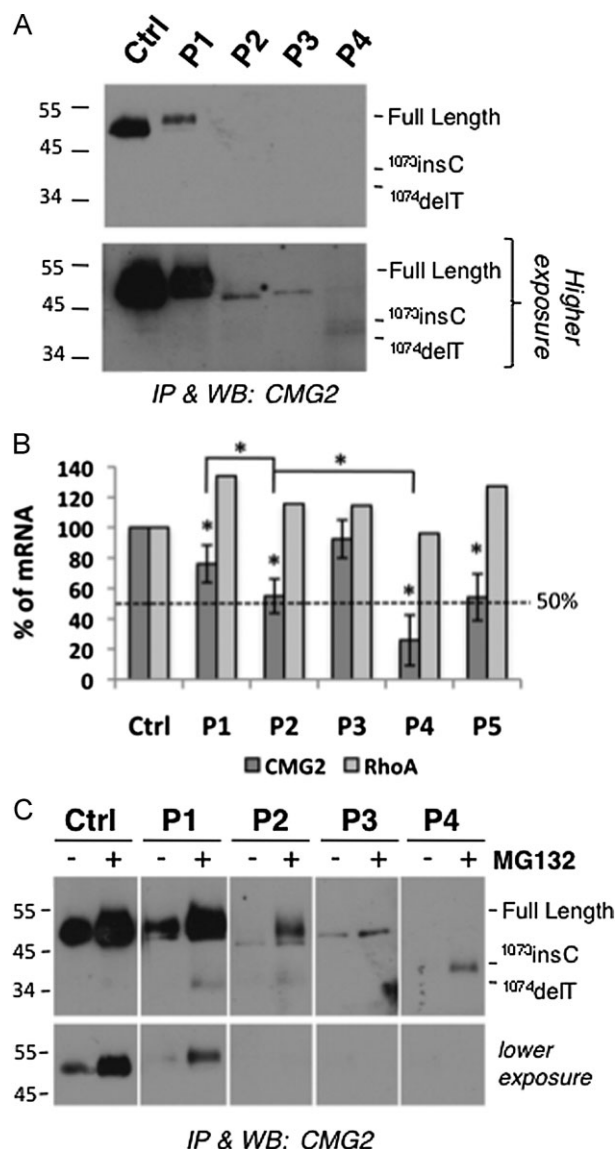 A
Ctrl P1 P2 P3 P4
55
45
34
Full Length
1073insC
1074delT
55
45
34
Full Length
1073insC
1074delT
Higher exposure
IP & WB: CMG2
B
* *
140
120
100
80
60
40
20
0
% of mRNA
* * * *
50%
Ctrl P1 P2 P3 P4 P5
CMG2 RhoA
C
Ctrl P1 P2 P3 P4
- + - + - + - + - + MG132
55
45
34
Full Length
1073insC
1074delT
55
45
lower exposure
IP & WB: CMG2